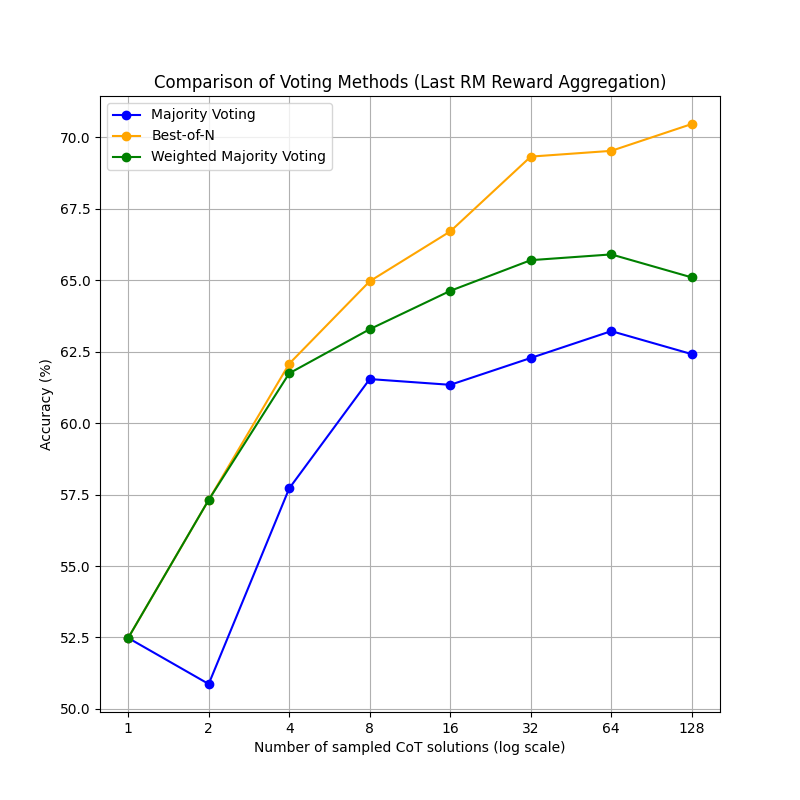 Comparison of Voting Methods (Last RM Reward Aggregation)
Majority Voting
Best-of-N
Weighted Majority Voting
70.0
67.5
65.0
62.5
60.0
57.5
55.0
52.5
50.0
Accuracy (%)
1 2 4 8 16 32 64 128
Number of sampled CoT solutions (log scale)